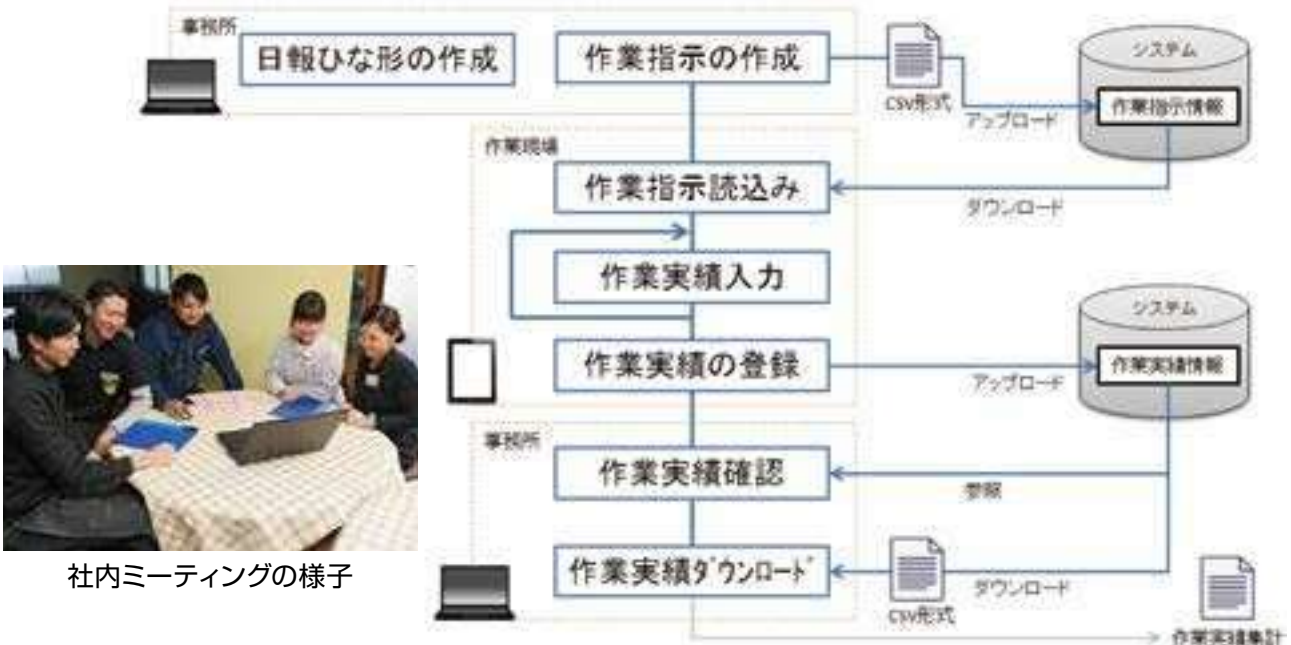 事務所
日報ひな形の作成
作業指示の作成
CSV形式
アップロード
システム
作業指示情報
作業現場
作業指示読込み
ダウンロード
作業実績入力
作業実績の登録
アップロード
システム
作業実績情報
事務所
作業実績確認
参照
作業実績ダウンロード
CSV形式
ダウンロード
作業実績集計
社内ミーティングの様子